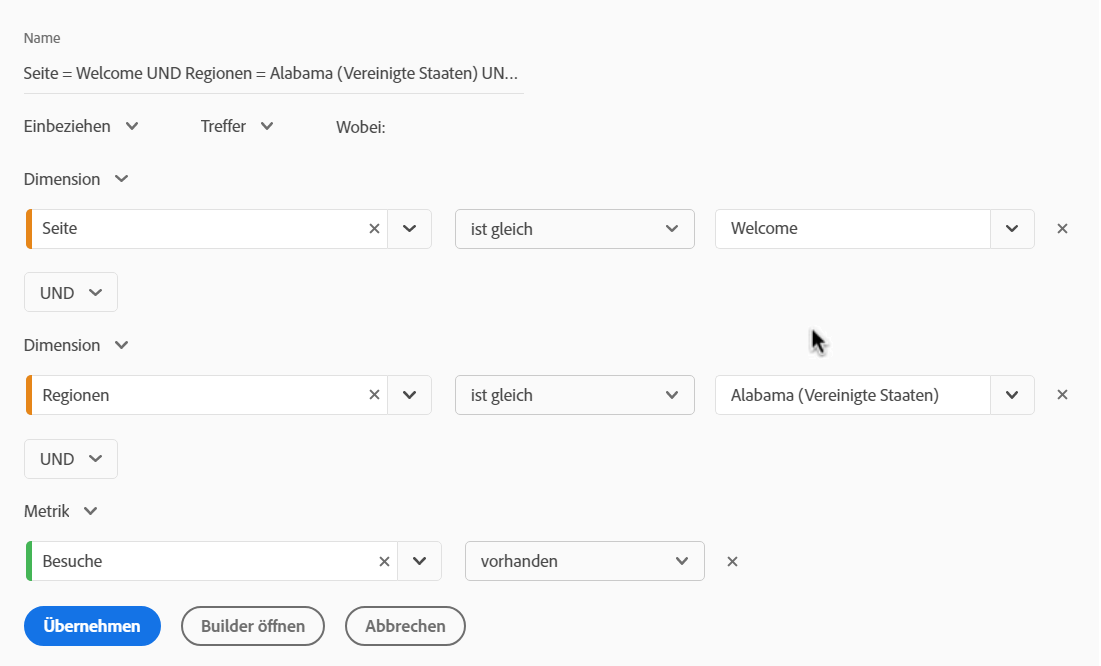 Name
Seite = Welcome UND Regionen = Alabama (Vereinigte Staaten) UN...
Einbeziehen Treffer Wobei:
Dimension
Seite ist gleich Welcome
UND
Dimension
Regionen ist gleich Alabama (Vereinigte Staaten)
UND
Metrik
Besuche vorhanden
Übernehmen Builder öffnen Abbrechen